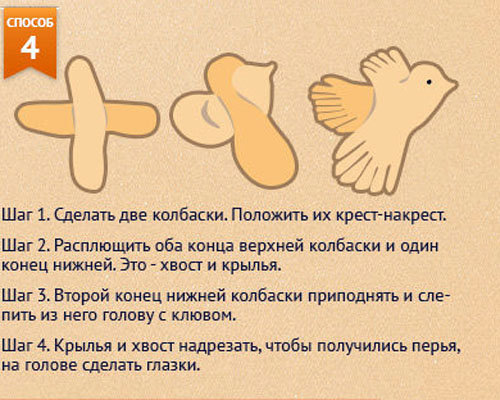 СПОСОБ
4
Шаг 1. Сделать две колбаски. Положить их крест-накрест.
Шаг 2. Расплющить оба конца верхней колбаски и один
конец нижней. Это - хвост и крылья.
Шаг 3. Второй конец нижней колбаски приподнять и сле-
пить из него голову с клювом.
Шаг 4. Крылья и хвост надрезать, чтобы получились перья,
на голове сделать глазки.